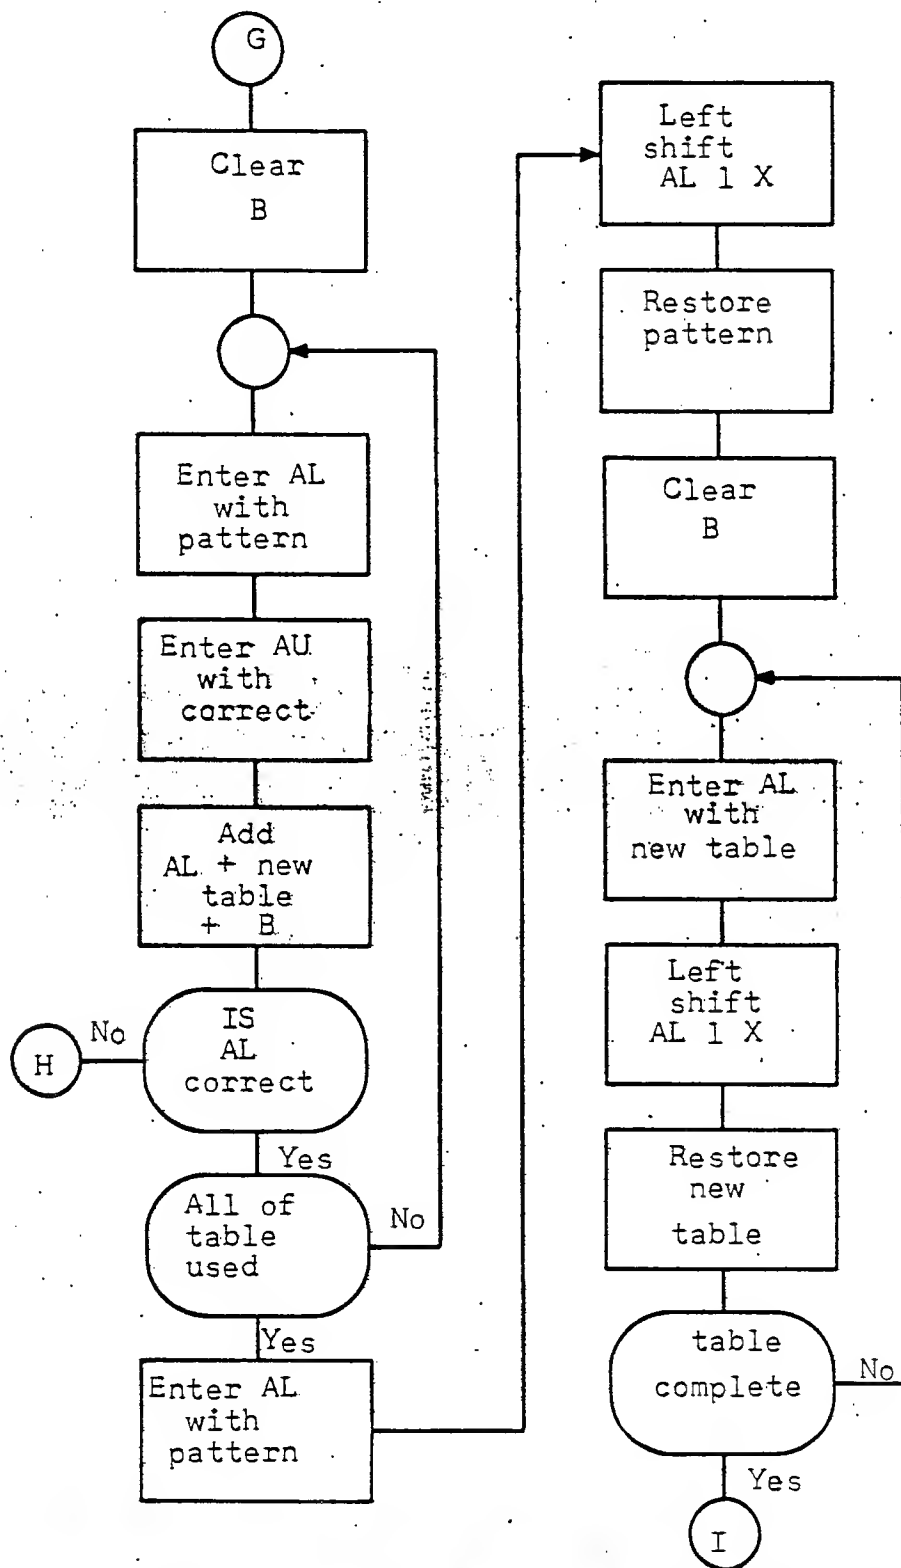 G
Clear
B
Enter AL
with
pattern
Enter AU
with
correct
Add
AL + new
table
+ B
IS
AL
correct
No
H
Yes
All of
table
used
No
Yes
Enter AL
with
pattern
Left
shift
AL 1 X
Restore
pattern
Clear
B
Enter AL
with
new table
Left
shift
AL 1 X
Restore
new
table
table
complete
No
Yes
I